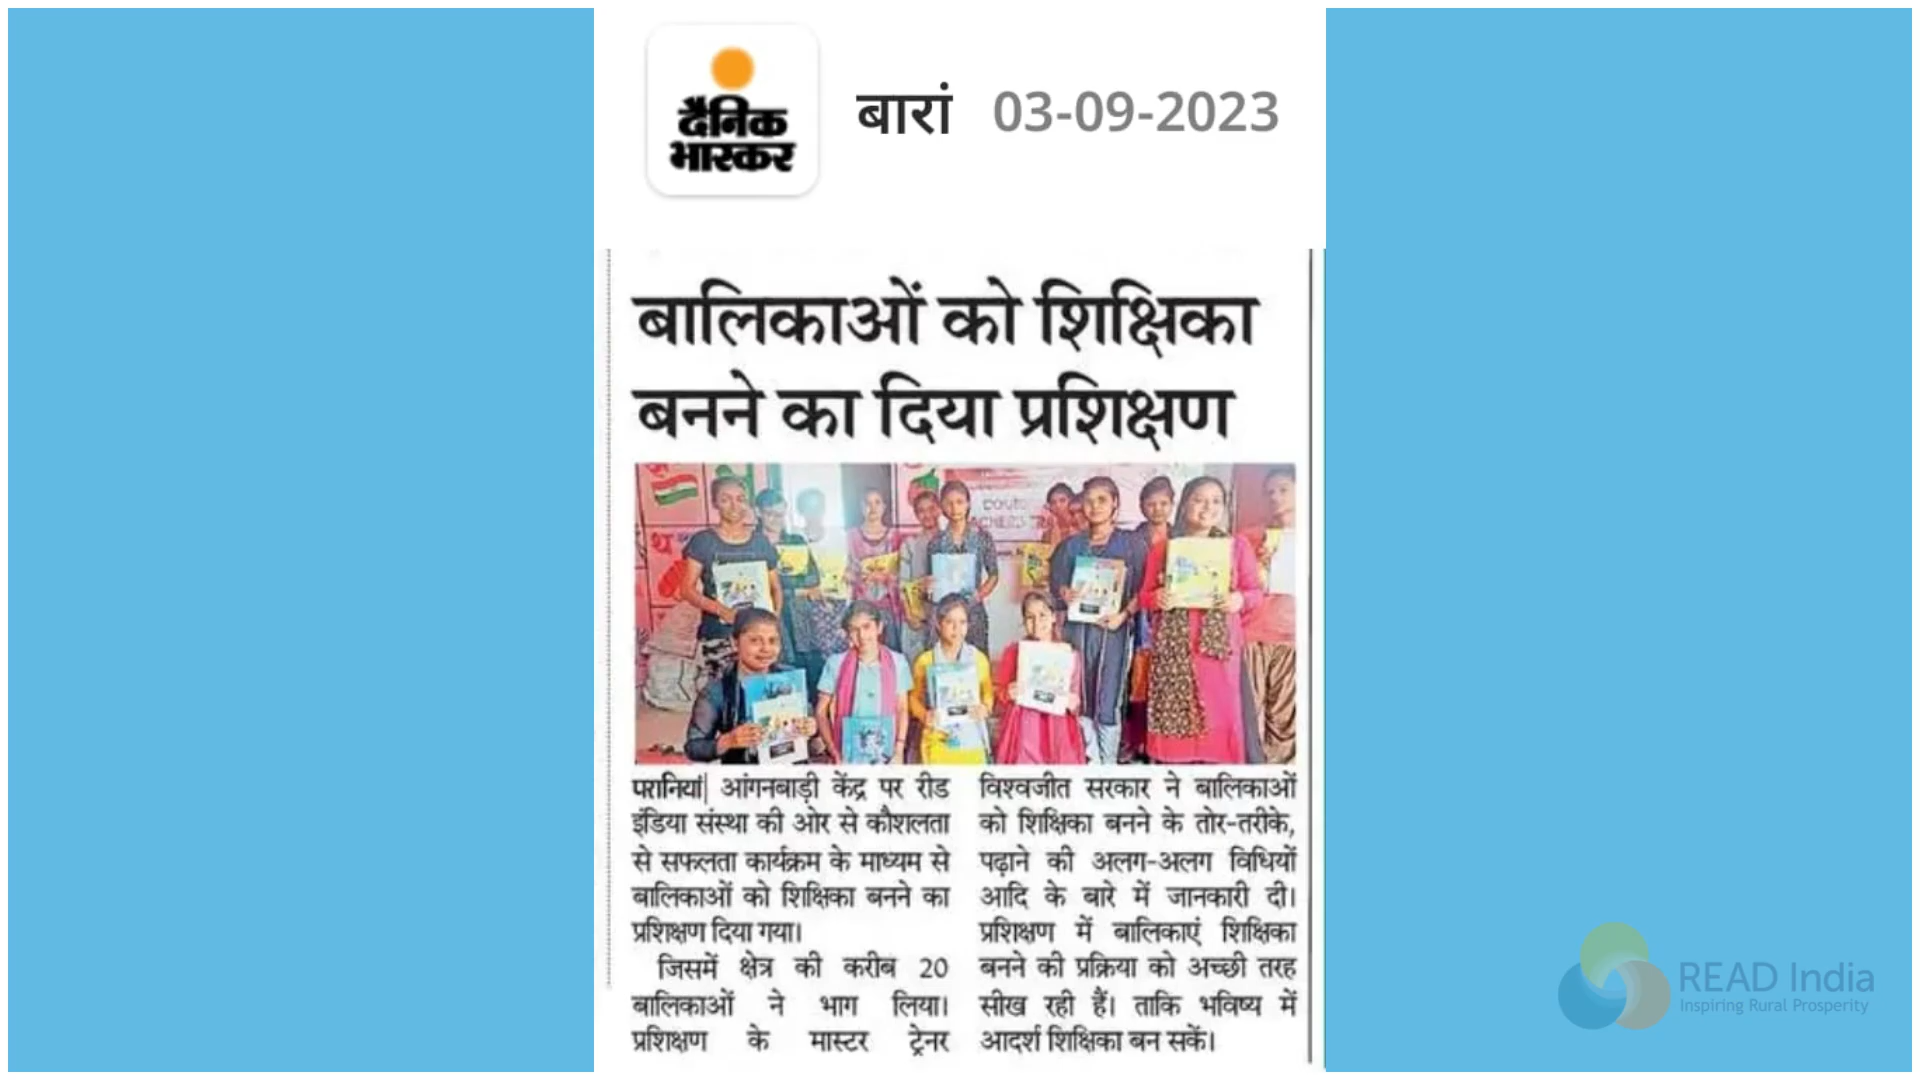 दैनिक
भास्कर
बारां 03-09-2023
बालिकाओं को शिक्षिका
बनने का दिया प्रशिक्षण
परानियां| आंगनबाड़ी केंद्र पर रीड
इंडिया संस्था की ओर से कौशलता
से सफलता कार्यक्रम के माध्यम से
बालिकाओं को शिक्षिका बनने का
प्रशिक्षण दिया गया।
जिसमें क्षेत्र की करीब 20
बालिकाओं ने भाग लिया।
प्रशिक्षण के मास्टर ट्रेनर
विश्वजीत सरकार ने बालिकाओं
को शिक्षिका बनने के तोर-तरीके,
पढ़ाने की अलग-अलग विधियों
आदि के बारे में जानकारी दी।
प्रशिक्षण में बालिकाएं शिक्षिका
बनने की प्रक्रिया को अच्छी तरह
सीख रही हैं। ताकि भविष्य में
आदर्श शिक्षिका बन सकें।
READ India
Inspiring Rural Prosperity